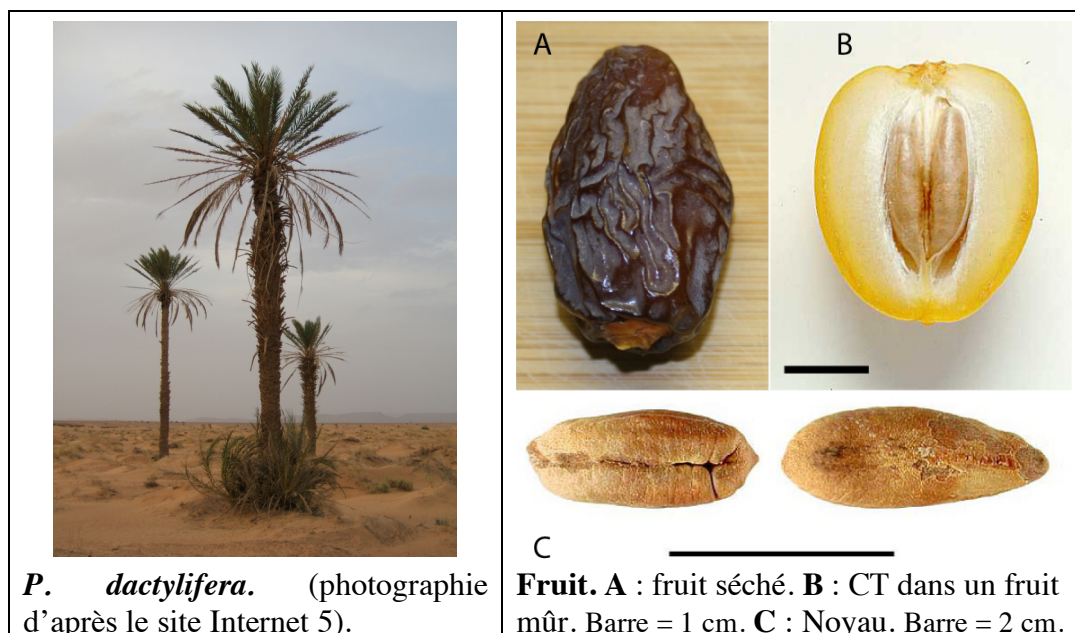 A
B
C
P. dactylifera. (photographie
d'après le site Internet 5).
Fruit. A : fruit séché. B : CT dans un fruit
mûr. Barre = 1 cm. C : Noyau. Barre = 2 cm.